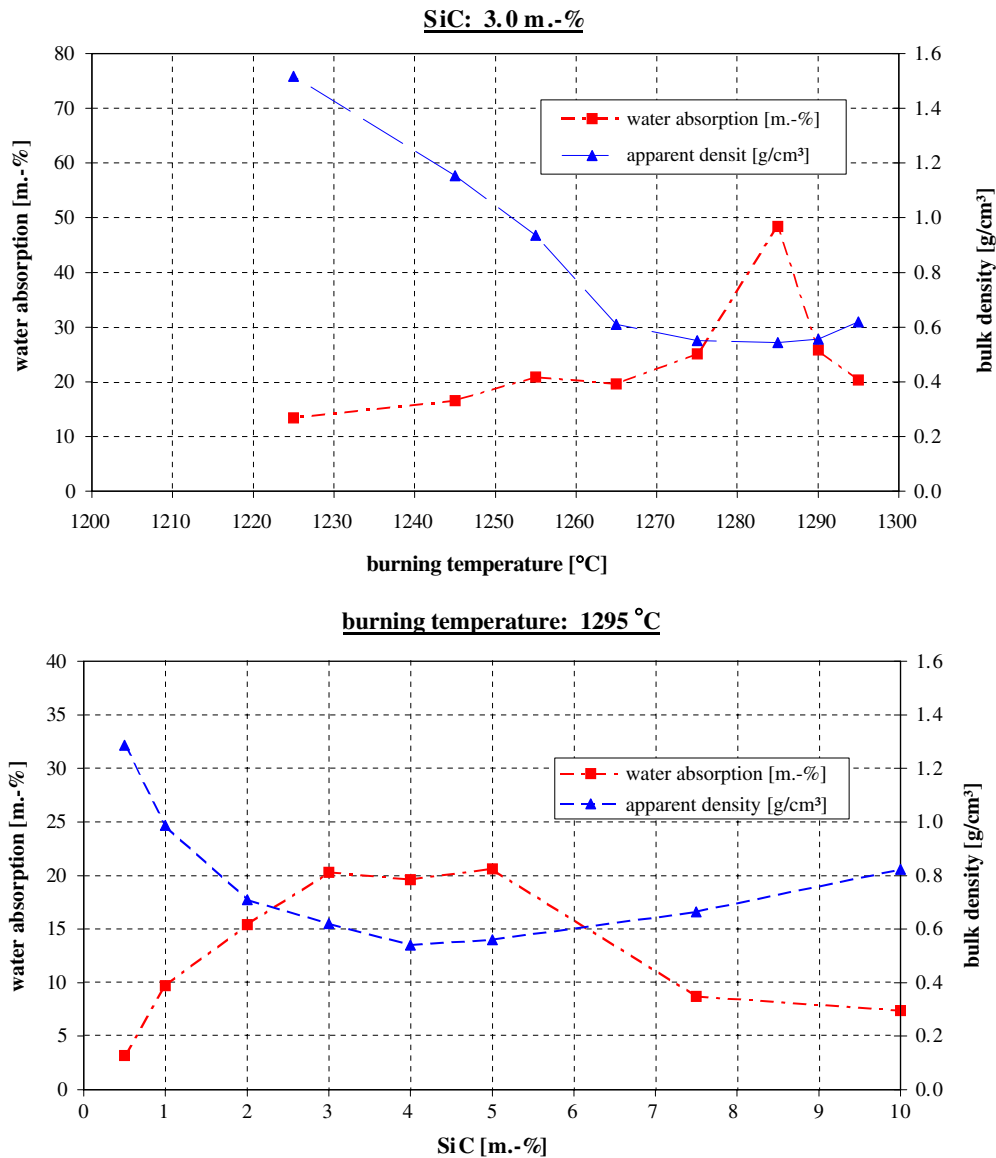 SiC: 3.0 m.-%
80
70
60
50
40
30
20
10
0
water absorption [m.-%]
water absorption [m.-%]
apparent densit [g/cm³]
1.6
1.4
1.2
1.0
0.8
0.6
0.4
0.2
0.0
bulk density [g/cm³]
1200 1210 1220 1230 1240 1250 1260 1270 1280 1290 1300
burning temperature [°C]
burning temperature: 1295 °C
40
35
30
25
20
15
10
5
0
water absorption [m.-%]
water absorption [m.-%]
apparent density [g/cm³]
1.6
1.4
1.2
1.0
0.8
0.6
0.4
0.2
0.0
bulk density [g/cm³]
0 1 2 3 4 5 6 7 8 9 10
SiC [m.-%]